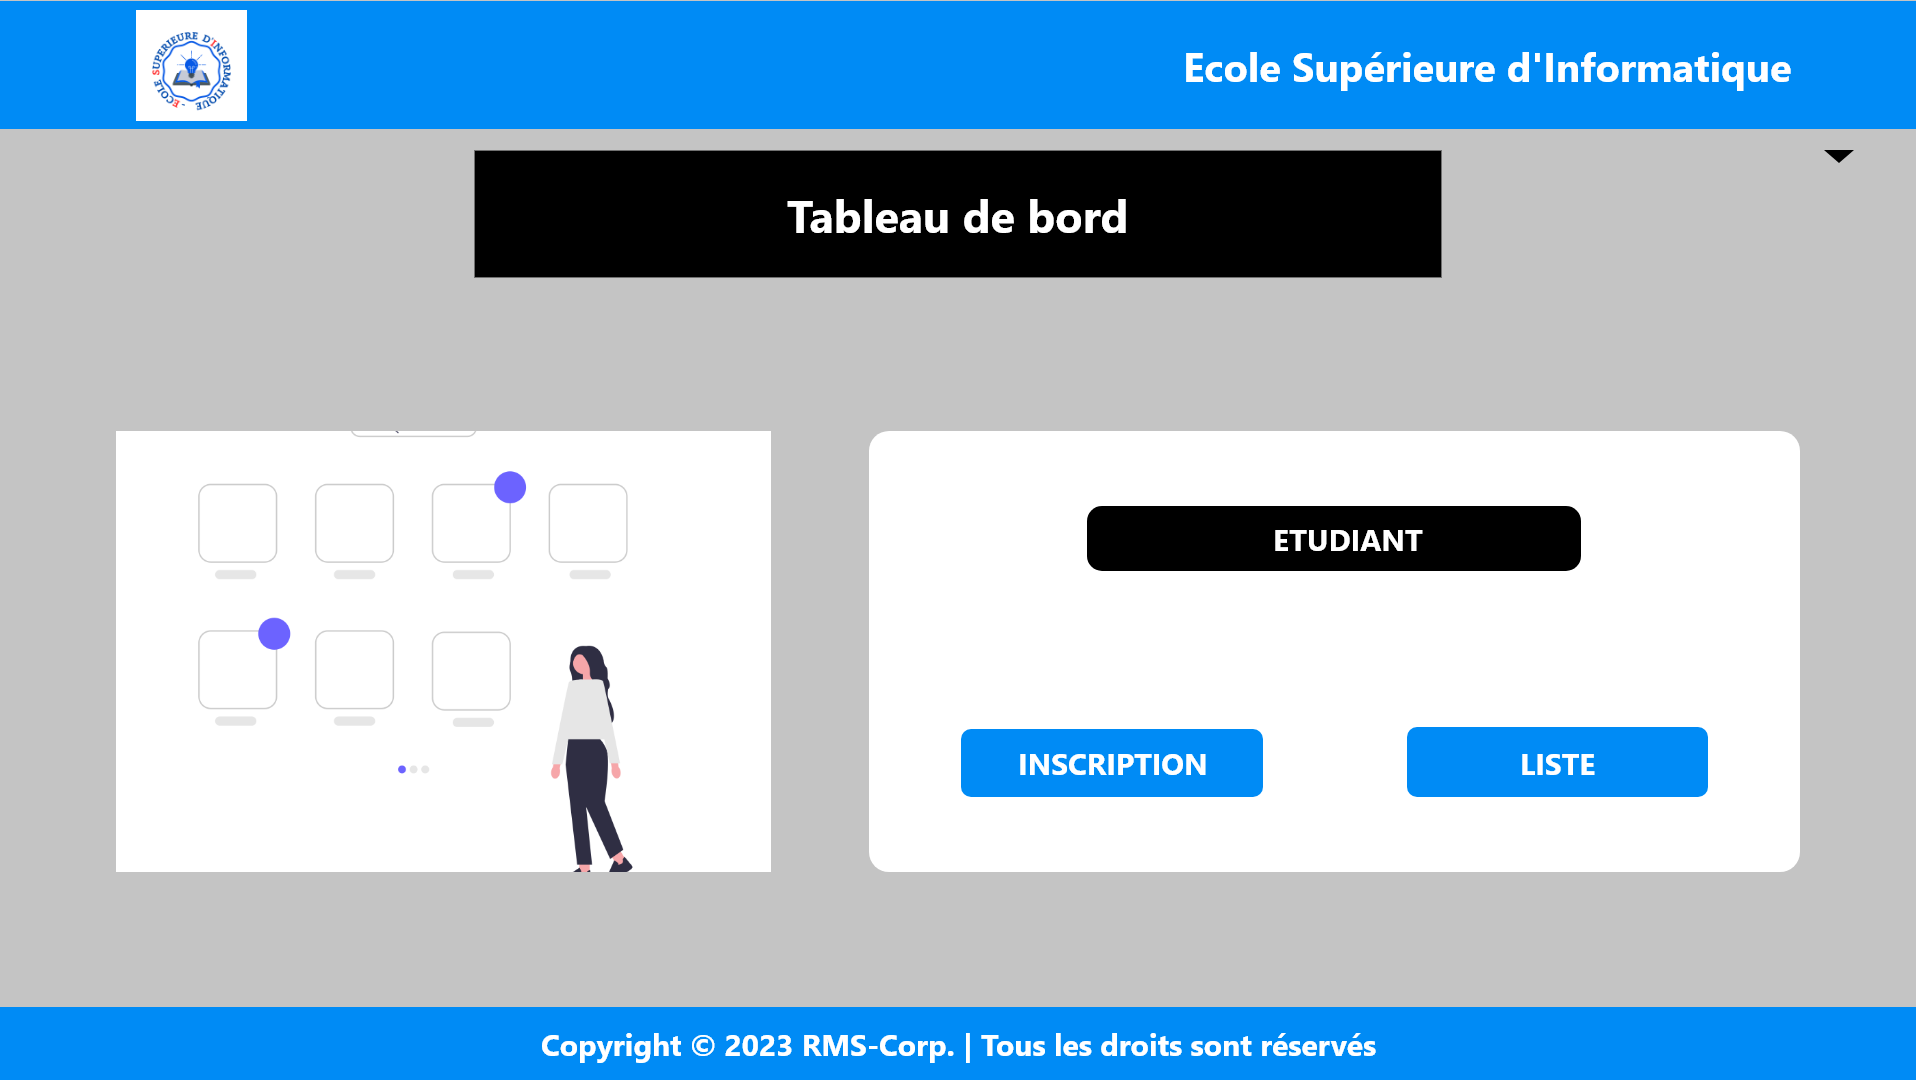 ECOLE SUPERIEURE D'INFORMATIQUE
Ecole Supérieure d'Informatique
Tableau de bord
ETUDIANT
INSCRIPTION
LISTE
Copyright © 2023 RMS-Corp. | Tous les droits sont réservés